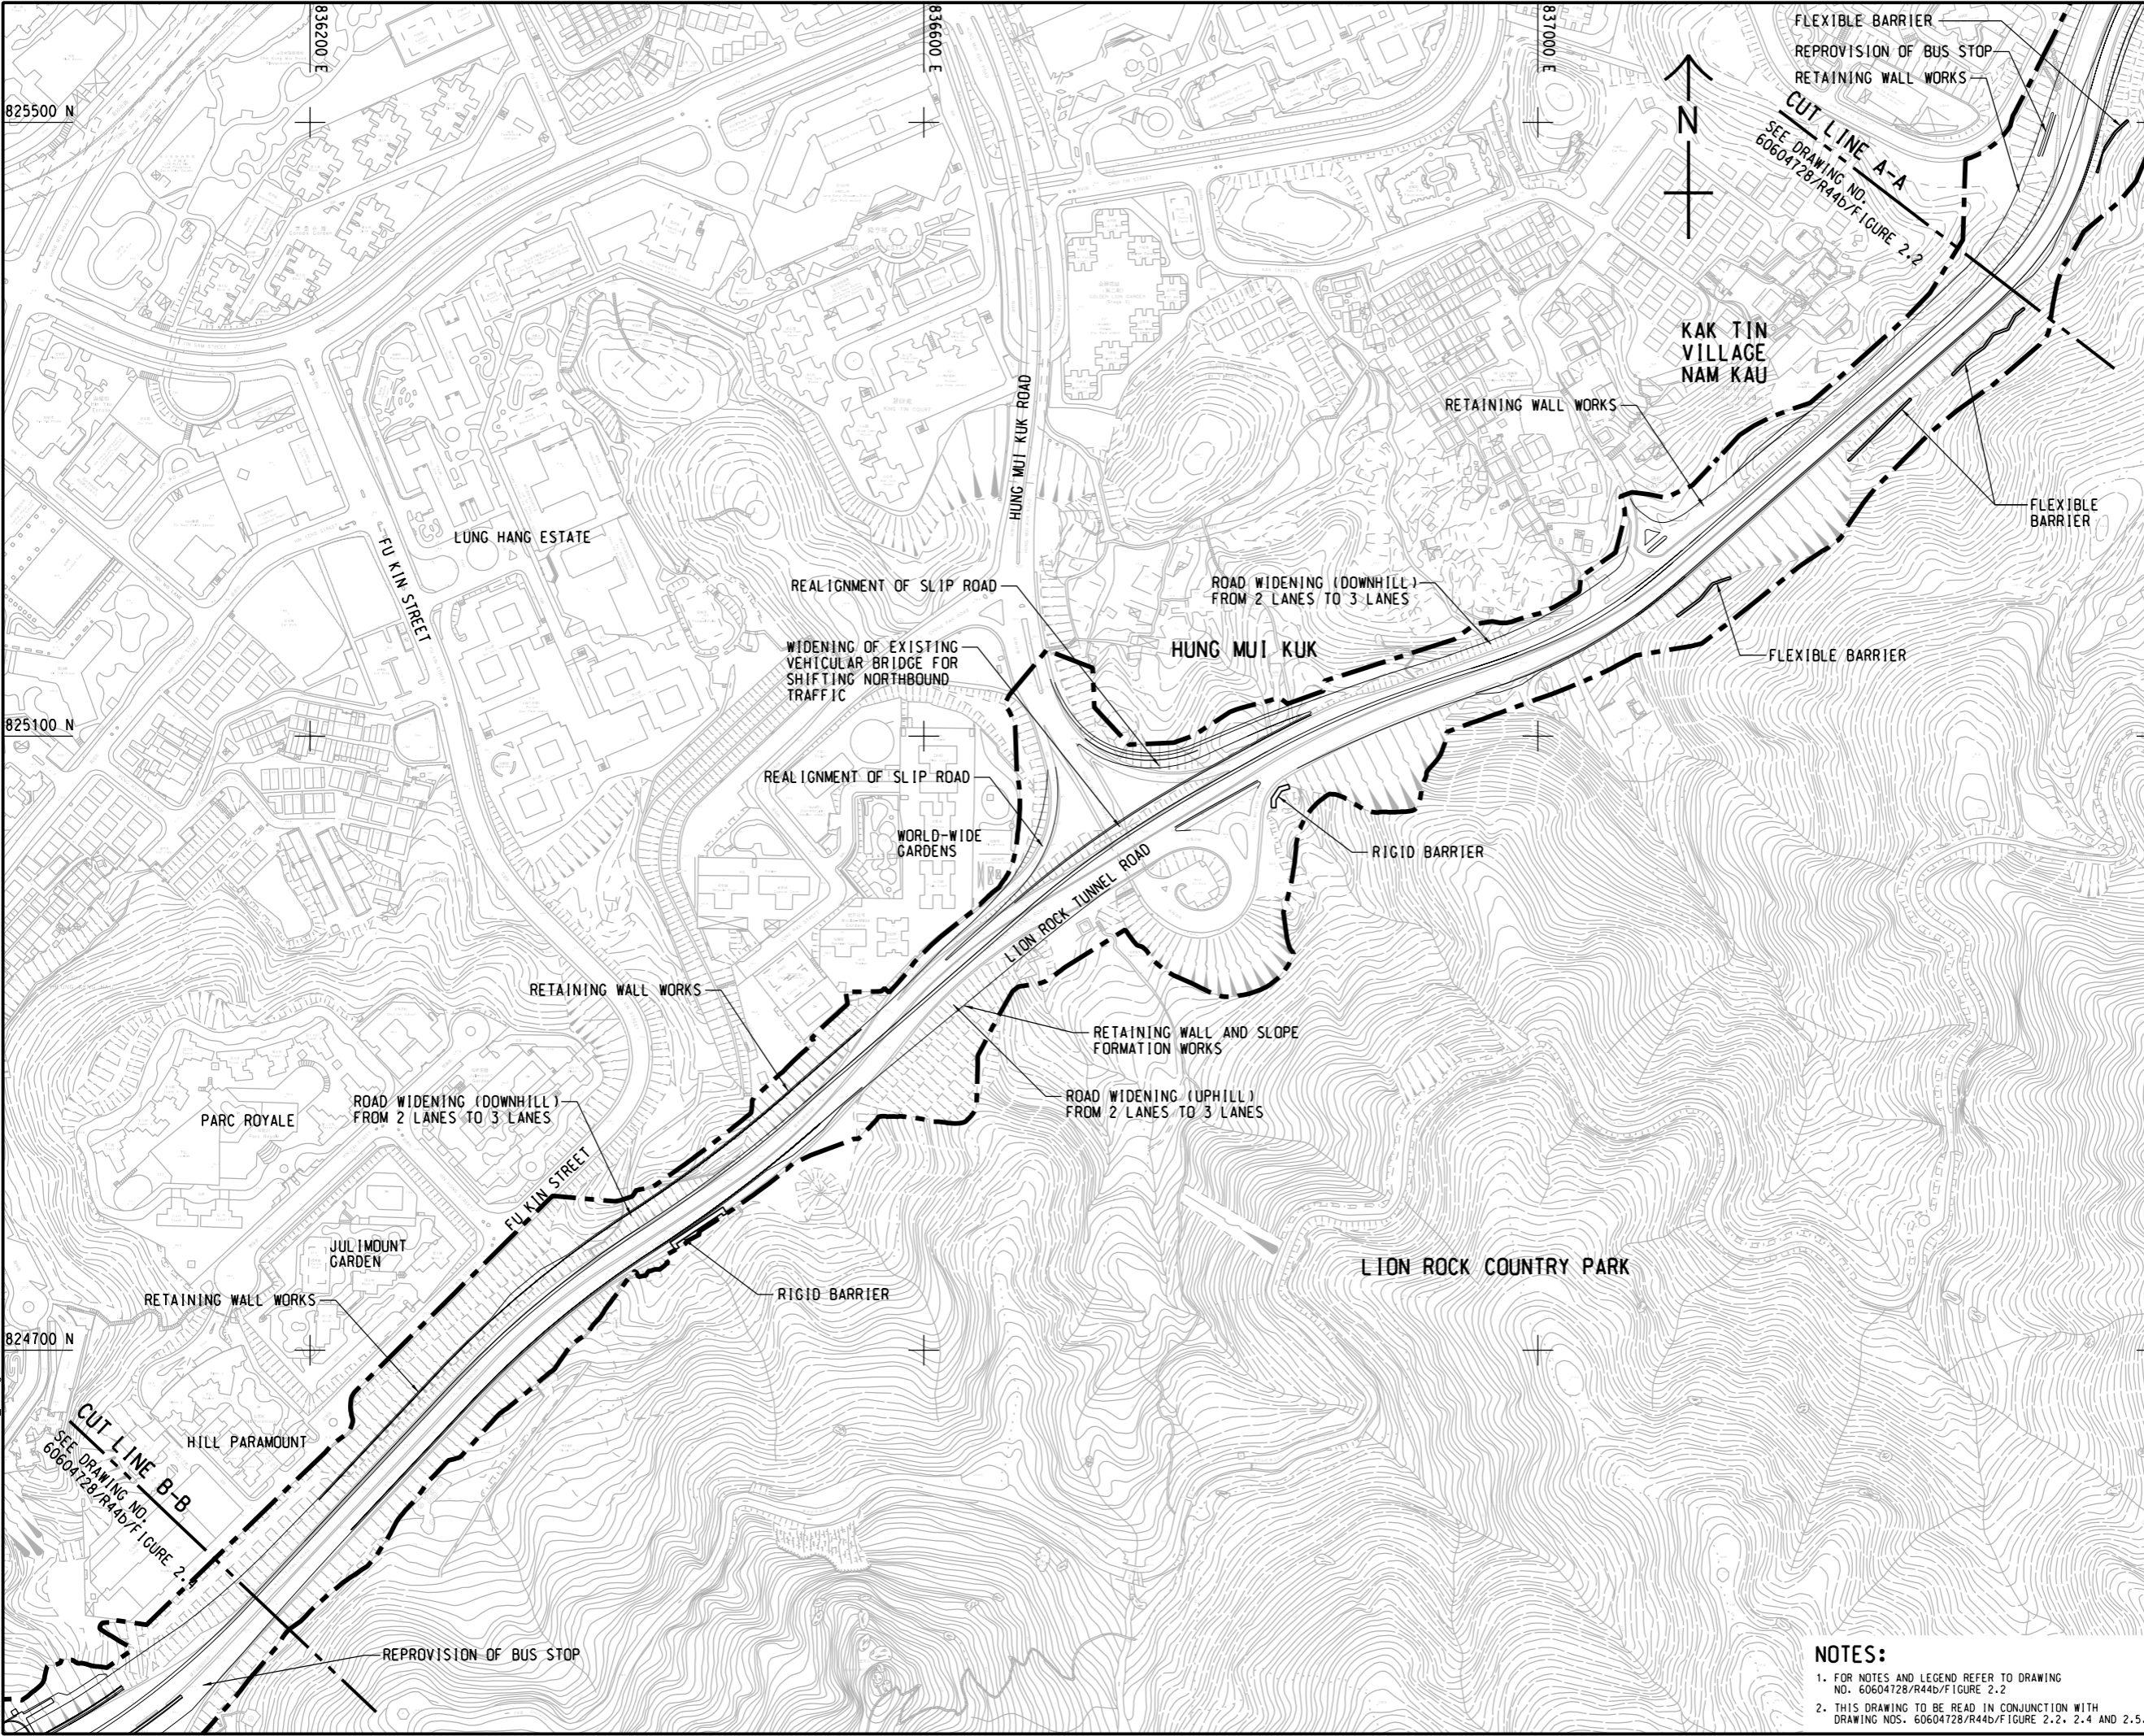 836200 E
836600 E
837000 E
FLEXIBLE BARRIER
REPROVISION OF BUS STOP
RETAINING WALL WORKS
825500 N
N
CUT LINE A-A
SEE DRAWING NO.
60604728/R44b/FIGURE 2.2
KAK TIN
VILLAGE
NAM KAU
HUNG MUI KUK ROAD
RETAINING WALL WORKS
FLEXIBLE
BARRIER
LUNG HANG ESTATE
FU KIN STREET
REALIGNMENT OF SLIP ROAD
ROAD WIDENING (DOWNHILL)
FROM 2 LANES TO 3 LANES
WIDENING OF EXISTING
VEHICULAR BRIDGE FOR
SHIFTING NORTHBOUND
TRAFFIC
HUNG MUI KUK
FLEXIBLE BARRIER
825100 N
REALIGNMENT OF SLIP ROAD
WORLD-WIDE
GARDENS
RIGID BARRIER
LION ROCK TUNNEL ROAD
RETAINING WALL WORKS
RETAINING WALL AND SLOPE
FORMATION WORKS
ROAD WIDENING (UPHILL)
FROM 2 LANES TO 3 LANES
ROAD WIDENING (DOWNHILL)
FROM 2 LANES TO 3 LANES
PARC ROYALE
FU KIN STREET
JULIMOUNT
GARDEN
LION ROCK COUNTRY PARK
RETAINING WALL WORKS
RIGID BARRIER
824700 N
CUT LINE B-B
SEE DRAWING NO.
60604728/R44b/FIGURE 2.4
HILL PARAMOUNT
REPROVISION OF BUS STOP
NOTES:
1. FOR NOTES AND LEGEND REFER TO DRAWING
NO. 60604728/R44b/FIGURE 2.2
2. THIS DRAWING TO BE READ IN CONJUNCTION WITH
DRAWING NOS. 60604728/R44b/FIGURE 2.2, 2.4 AND 2.5.